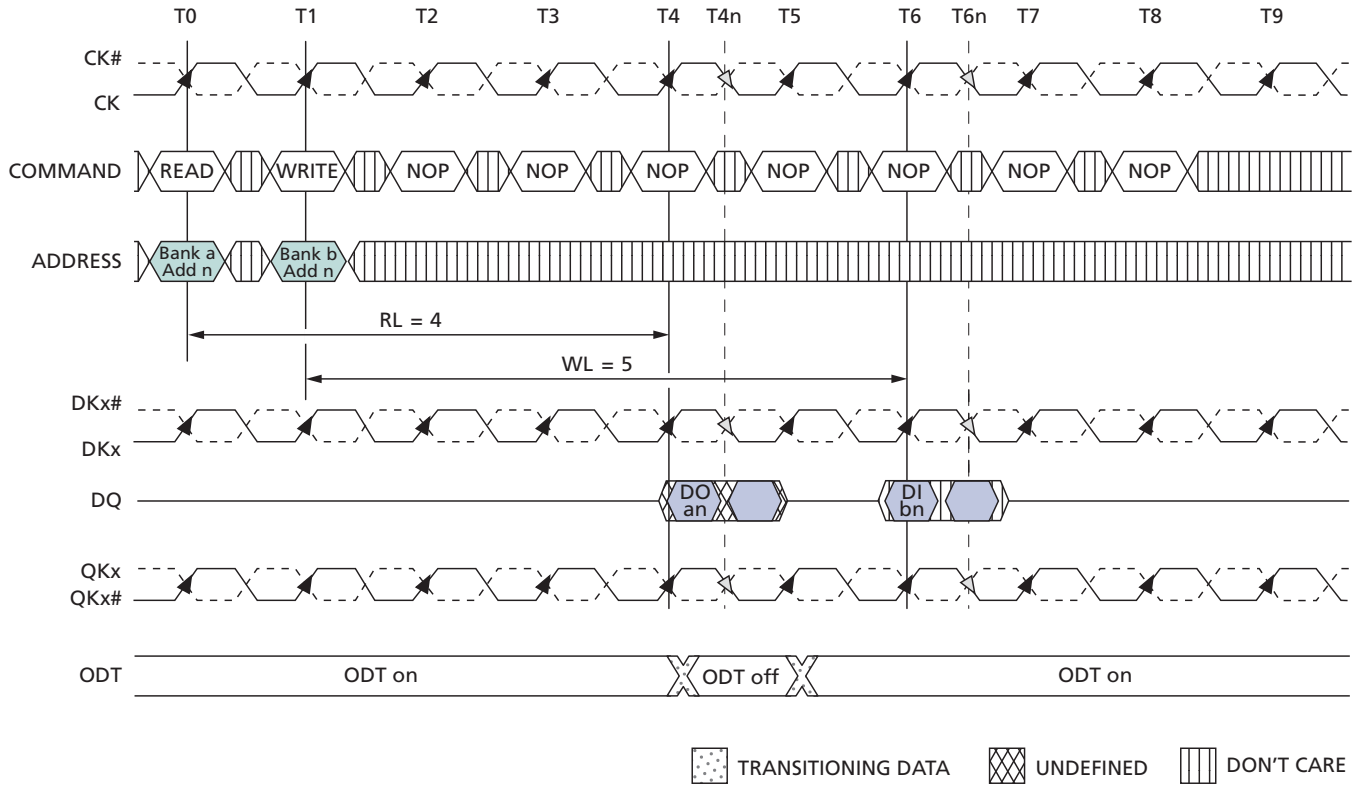 T0 T1 T2 T3 T4 T4n T5 T6 T6n T7 T8 T9
CK#
CK
COMMAND READ WRITE NOP NOP NOP NOP NOP NOP NOP
ADDRESS Bank a Add n Bank b Add n
RL = 4
WL = 5
DKx#
DKx
DQ DO an DI bn
QKx
QKx#
ODT ODT on ODT off ODT on
TRANSITIONING DATA UNDEFINED DON'T CARE